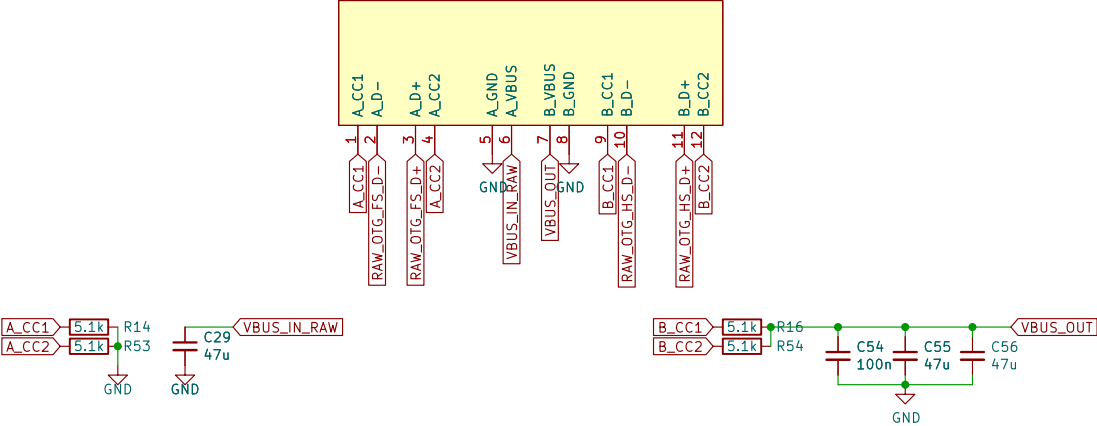 A_CC1
A_D-
A_D+
A_CC2
A_GND
A_VBUS
B_VBUS
B_GND
B_CC1
B_D-
B_D+
B_CC2
1
2
3
4
5
6
7
8
9
10
11
12
A_CC1
RAW_OTG_FS_D-
RAW_OTG_FS_D+
A_CC2
GND
VBUS_IN_RAW
VBUS_OUT
GND
B_CC1
RAW_OTG_HS_D-
RAW_OTG_HS_D+
B_CC2
A_CC1
5.1k
R14
A_CC2
5.1k
R53
GND
C29
47u
GND
VBUS_IN_RAW
B_CC1
5.1k
R16
B_CC2
5.1k
R54
C54
100n
C55
47u
C56
47u
VBUS_OUT
GND